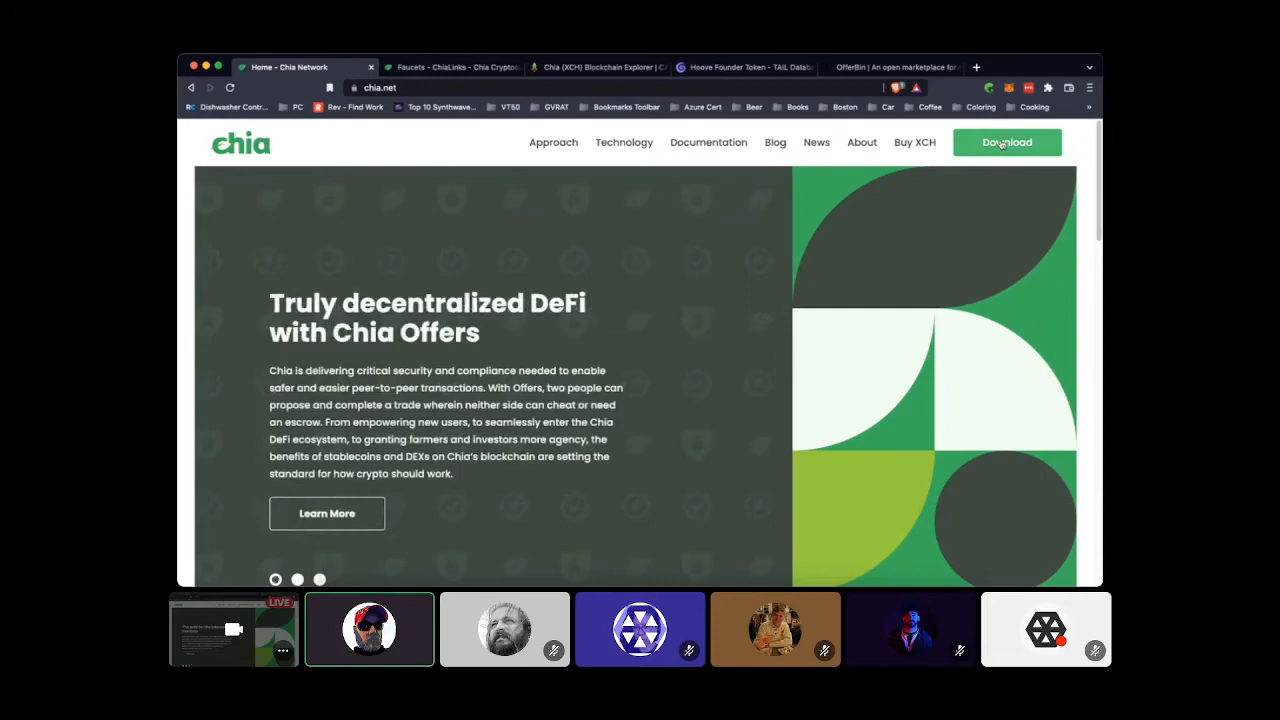 Home - Chia Network
Faucets - ChiaLinks - Chia Cryptoc
Chia (XCH) Blockchain Explorer | C
Hoove Founder Token - TAIL Datab
OfferBin | An open marketplace for
chia.net
Dishwasher Contr...
PC
Rev - Find Work
Top 10 Synthwave...
VT50
GVRAT
Bookmarks Toolbar
Azure Cert
Beer
Books
Boston
Car
Coffee
Coloring
Cooking
»
chia
Approach
Technology
Documentation
Blog
News
About
Buy XCH
Download
Truly decentralized DeFi
with Chia Offers
Chia is delivering critical security and compliance needed to enable
safer and easier peer-to-peer transactions. With Offers, two people can
propose and complete a trade wherein neither side can cheat or need
an escrow. From empowering new users, to seamlessly enter the Chia
DeFi ecosystem, to granting farmers and investors more agency, the
benefits of stablecoins and DEXs on Chia's blockchain are setting the
standard for how crypto should work.
Learn More
LIVE